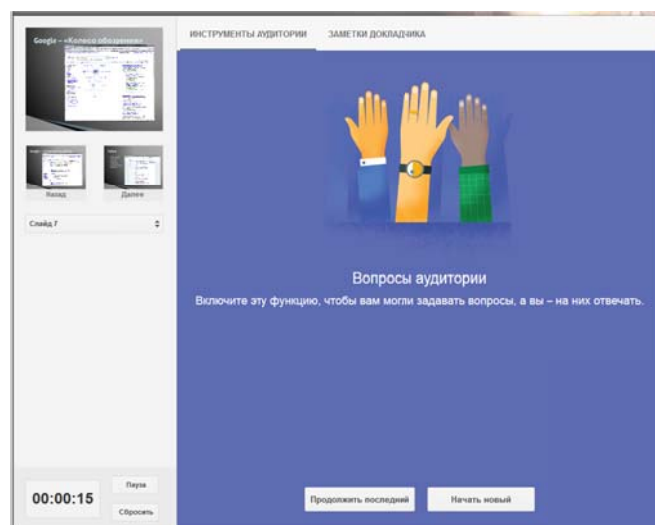 ИНСТРУМЕНТЫ АУДИТОРИИ
ЗАМЕТКИ ДОКЛАДЧИКА
Google – «Колесо обозрения»
Назад
Далее
Слайд 7
Вопросы аудитории
Включите эту функцию, чтобы вам могли задавать вопросы, а вы – на них отвечать.
00:00:15
Пауза
Сбросить
Продолжить последний
Начать новый